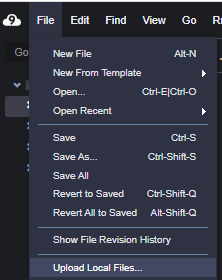 9 File Edit Find View Go
Go
New File Alt-N
New From Template
Open... Ctrl-E|Ctrl-O
Open Recent
Save Ctrl-S
Save As... Ctrl-Shift-S
Save All
Revert to Saved Ctrl-Shift-Q
Revert All to Saved Alt-Shift-Q
Show File Revision History
Upload Local Files...